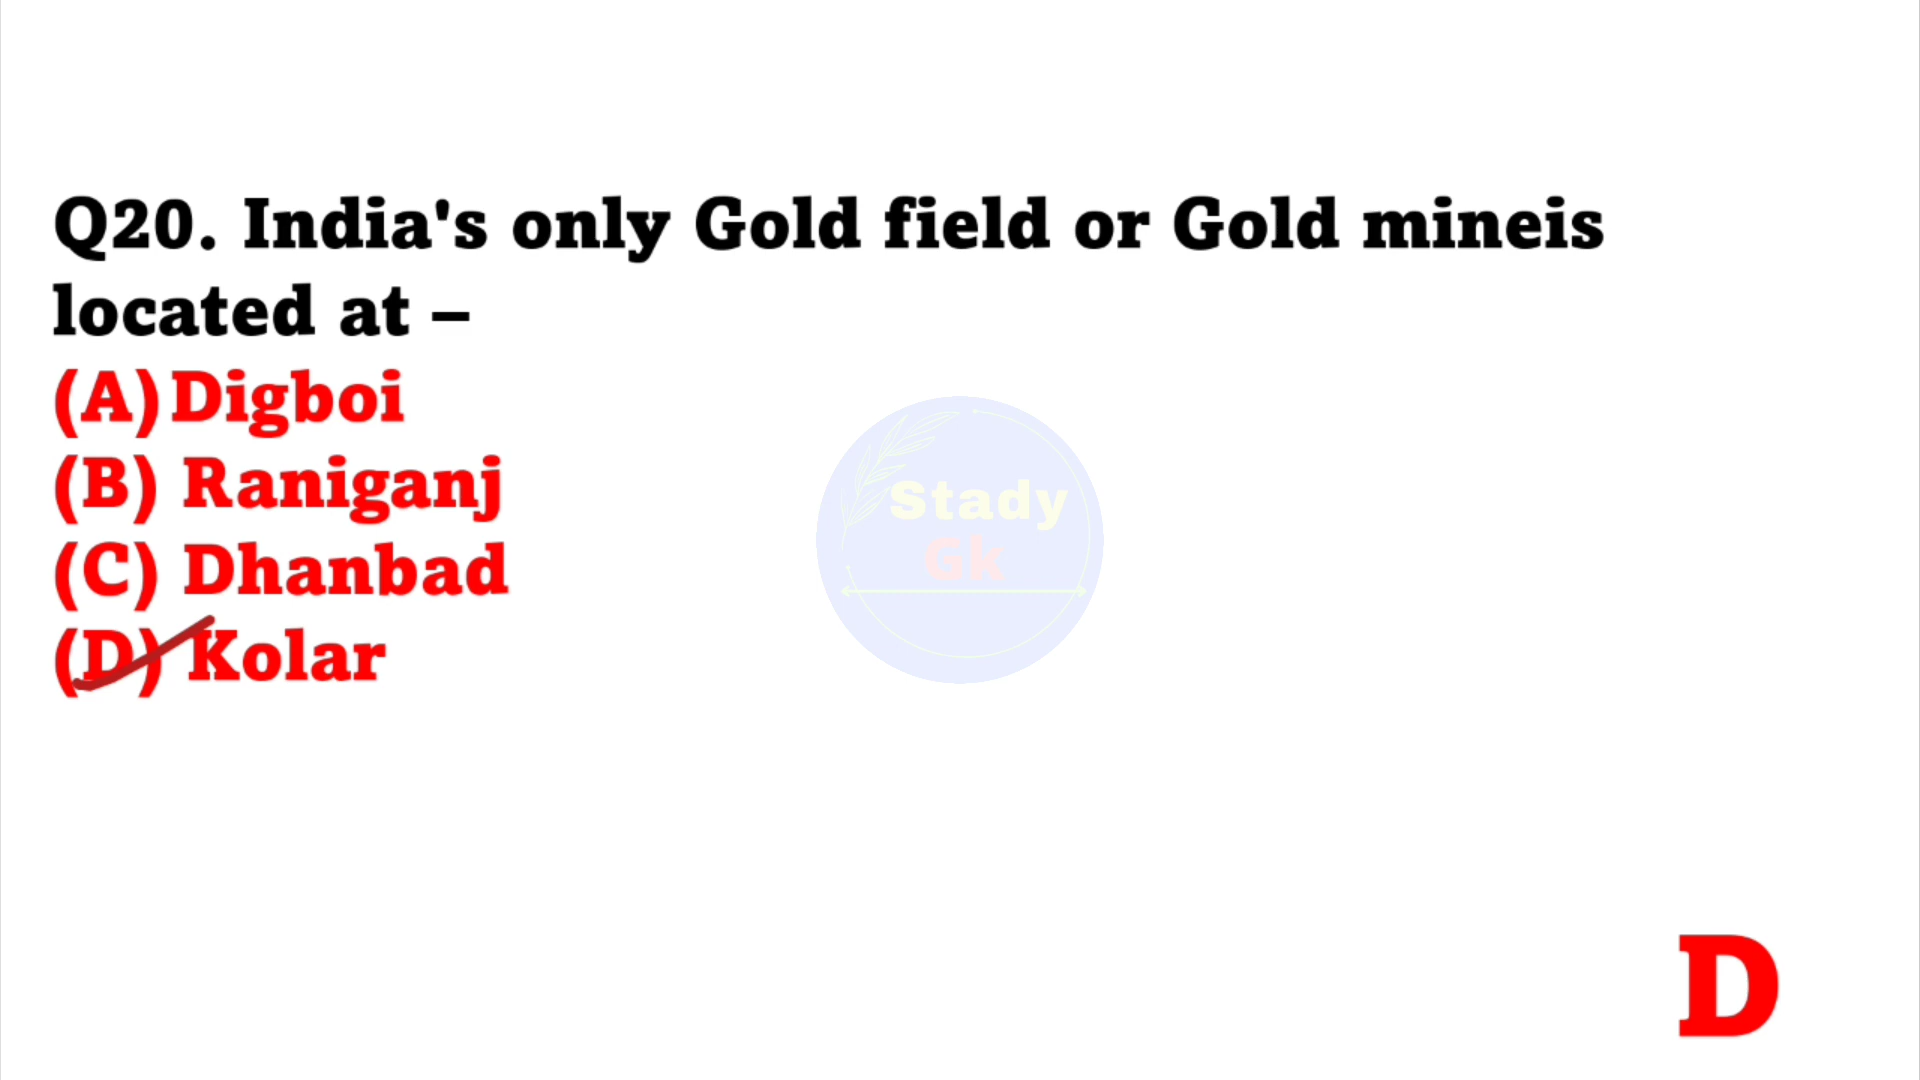 Q20. India's only Gold field or Gold mineis
located at –
(A) Digboi
(B) Raniganj
(C) Dhanbad
(D) Kolar
Stady
Gk
D